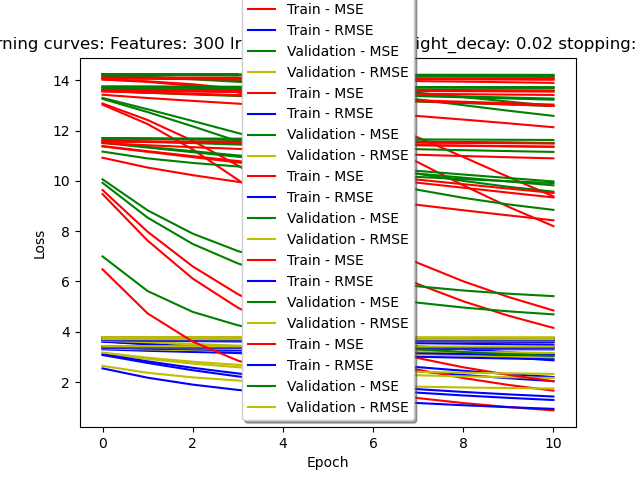 Train - MSE
Train - RMSE
rning curves: Features: 300 ight_decay: 0.02 stopping:
Validation - MSE
Validation - RMSE
Train - MSE
Train - RMSE
Validation - MSE
Validation - RMSE
Train - MSE
Train - RMSE
Validation - MSE
Validation - RMSE
Train - MSE
Train - RMSE
Validation - MSE
Validation - RMSE
Train - MSE
Train - RMSE
Validation - MSE
Validation - RMSE
14
12
10
8
6
4
2
Loss
0 2 4 6 8 10
Epoch